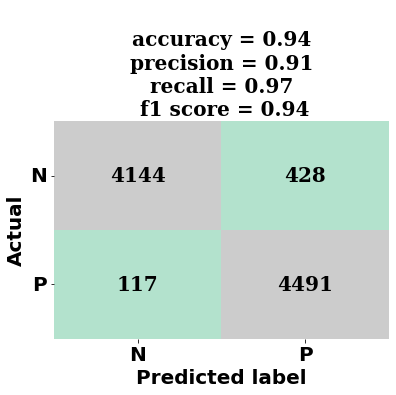 accuracy = 0.94
precision = 0.91
recall = 0.97
f1 score = 0.94
N 4144 428
Actual
P 117 4491
N P
Predicted label